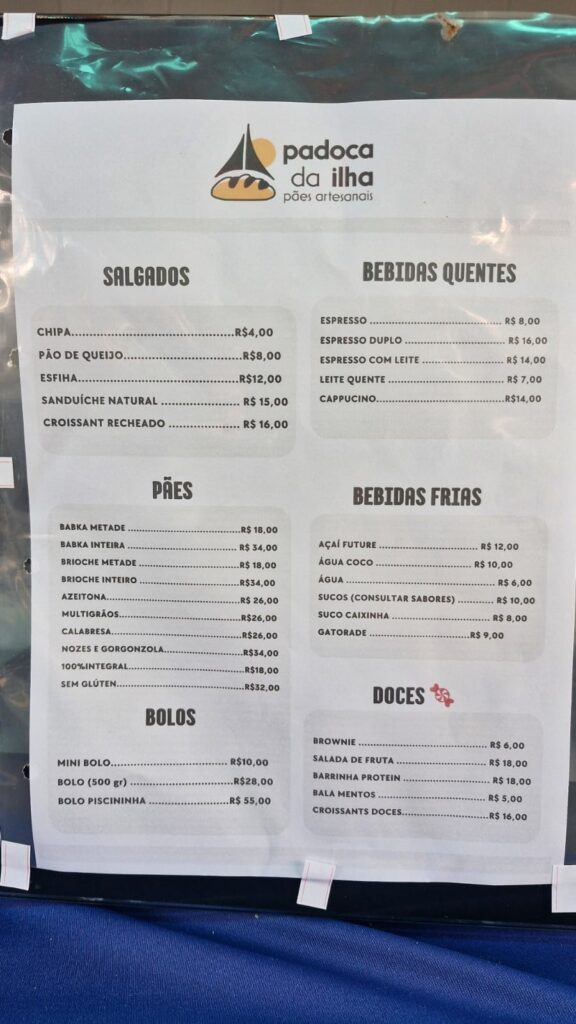 padoca
da ilha
pães artesanais
SALGADOS
CHIPA.......................................R$4,00
PÃO DE QUEIJO.............................R$8,00
ESFIHA.......................................R$12,00
SANDUÍCHE NATURAL ................... R$ 15,00
CROISSANT RECHEADO .................. R$ 16,00
BEBIDAS QUENTES
ESPRESSO ................................. R$ 8,00
ESPRESSO DUPLO ......................... R$ 16,00
ESPRESSO COM LEITE ..................... R$ 14,00
LEITE QUENTE ............................. R$ 7,00
CAPPUCINO................................R$14,00
PÃES
BABKA METADE .............................R$ 18,00
BABKA INTEIRA ............................ R$ 34,00
BRIOCHE METADE .......................... R$ 18,00
BRIOCHE INTEIRO ..........................R$34,00
AZEITONA..................................R$ 26,00
MULTIGRÃOS................................R$26,00
CALABRESA.................................R$26,00
NOZES E GORGONZOLA......................R$34,00
100%INTEGRAL..............................R$18,00
SEM GLÚTEN................................R$32,00
BEBIDAS FRIAS
AÇAÍ FUTURE .............................. R$ 12,00
ÁGUA COCO .............................. R$ 10,00
ÁGUA ...................................... R$ 6,00
SUCOS (CONSULTAR SABORES) ........... R$ 10,00
SUCO CAIXINHA ........................... R$ 8,00
GATORADE ................................R$ 9,00
BOLOS
MINI BOLO.................................R$10,00
BOLO (500 gr) .............................R$28,00
BOLO PISCININHA ......................... R$ 55,00
DOCES
BROWNIE .................................. R$ 6,00
SALADA DE FRUTA ......................... R$ 18,00
BARRINHA PROTEIN ....................... R$ 18,00
BALA MENTOS ............................. R$ 5,00
CROISSANTS DOCES.......................R$ 16,00